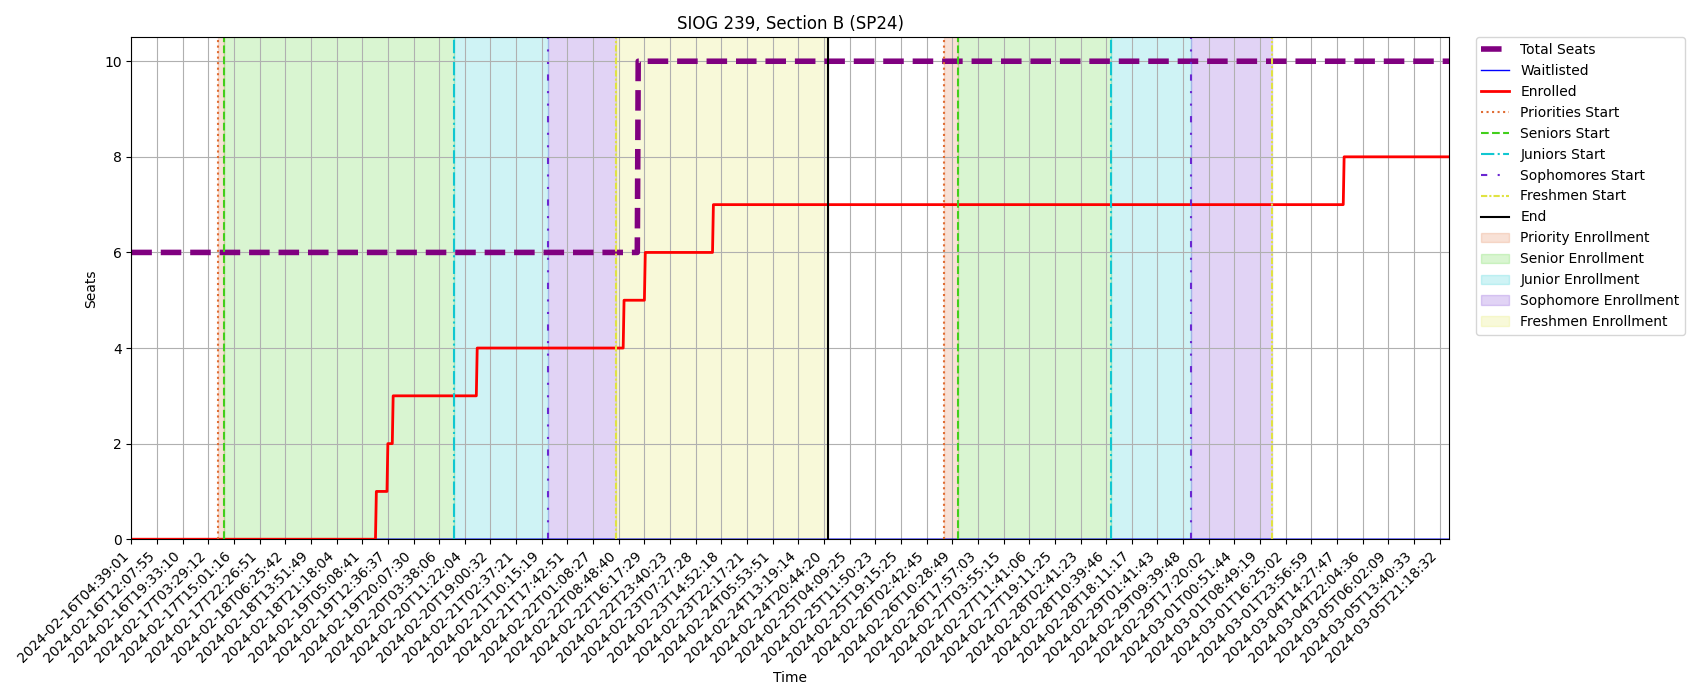 SIOG 239, Section B (SP24)
Total Seats
Waitlisted
Enrolled
Priorities Start
Seniors Start
Juniors Start
Sophomores Start
Freshmen Start
End
Priority Enrollment
Senior Enrollment
Junior Enrollment
Sophomore Enrollment
Freshmen Enrollment
Seats
10
8
6
4
2
0
2024-02-16T04:39:01
2024-02-16T12:07:55
2024-02-16T19:33:10
2024-02-17T03:29:12
2024-02-17T15:01:16
2024-02-17T22:26:51
2024-02-18T06:25:42
2024-02-18T13:51:49
2024-02-18T21:18:04
2024-02-19T05:08:41
2024-02-19T12:36:37
2024-02-19T20:07:30
2024-02-20T03:38:06
2024-02-20T11:22:04
2024-02-20T19:00:32
2024-02-21T02:37:21
2024-02-21T10:15:19
2024-02-21T17:42:51
2024-02-22T01:08:27
2024-02-22T08:48:40
2024-02-22T16:17:29
2024-02-22T23:40:23
2024-02-23T07:27:28
2024-02-23T14:52:18
2024-02-23T22:17:21
2024-02-24T05:53:51
2024-02-24T13:19:14
2024-02-24T20:44:20
2024-02-25T04:09:25
2024-02-25T11:50:23
2024-02-25T19:15:25
2024-02-26T02:42:45
2024-02-26T10:28:49
2024-02-26T17:57:03
2024-02-27T03:55:15
2024-02-27T11:41:06
2024-02-27T19:11:25
2024-02-28T02:41:23
2024-02-28T10:39:46
2024-02-28T18:11:17
2024-02-29T01:41:43
2024-02-29T09:39:48
2024-02-29T17:20:02
2024-03-01T00:51:44
2024-03-01T08:49:19
2024-03-01T16:25:02
2024-03-01T23:56:59
2024-03-04T14:27:47
2024-03-04T22:04:36
2024-03-05T06:02:09
2024-03-05T13:40:33
2024-03-05T21:18:32
Time